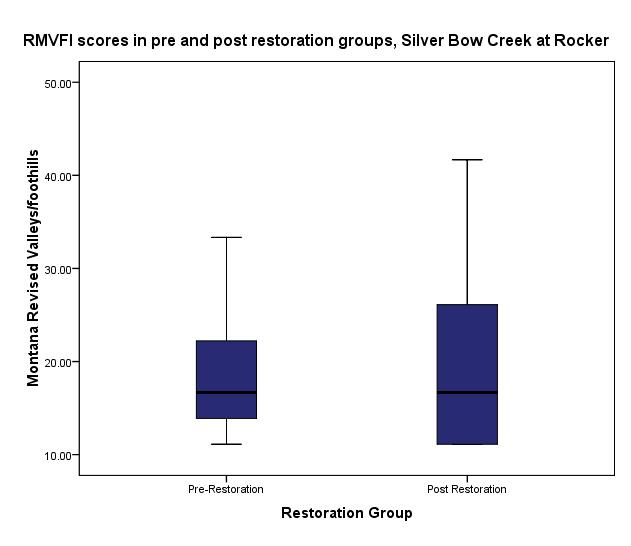 RMVFI scores in pre and post restoration groups, Silver Bow Creek at Rocker
Montana Revised Valleys/foothills
50.00
40.00
30.00
20.00
10.00
Pre-Restoration
Post Restoration
Restoration Group